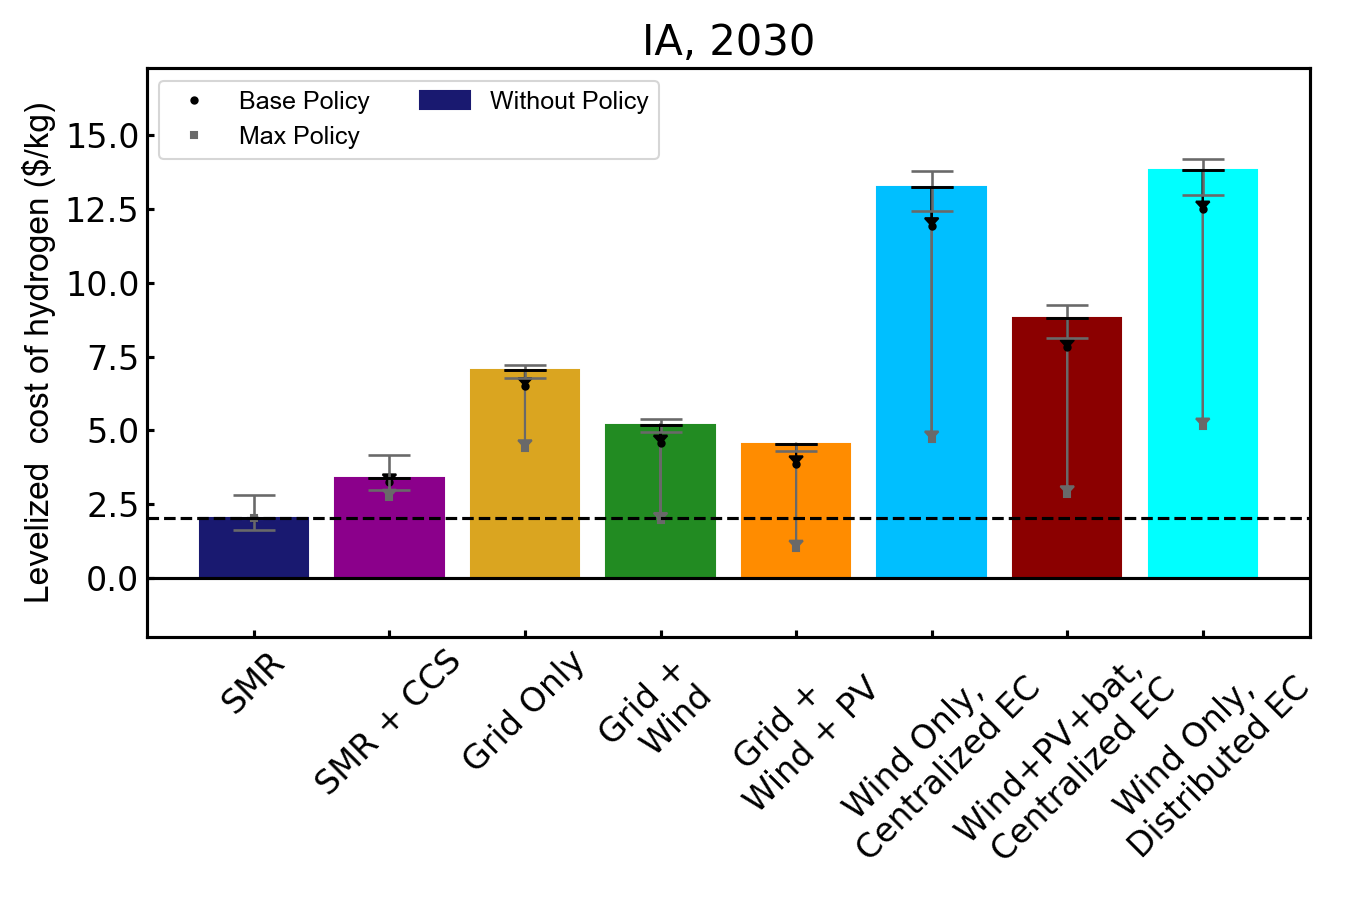 IA, 2030
Base Policy
Max Policy
Without Policy
Levelized  cost of hydrogen ($/kg)
15.0
12.5
10.0
7.5
5.0
2.5
0.0
SMR
SMR + CCS
Grid Only
Grid +
Wind
Grid +
Wind + PV
Wind Only,
Centralized EC
Wind+PV+bat,
Centralized EC
Wind Only,
Distributed EC